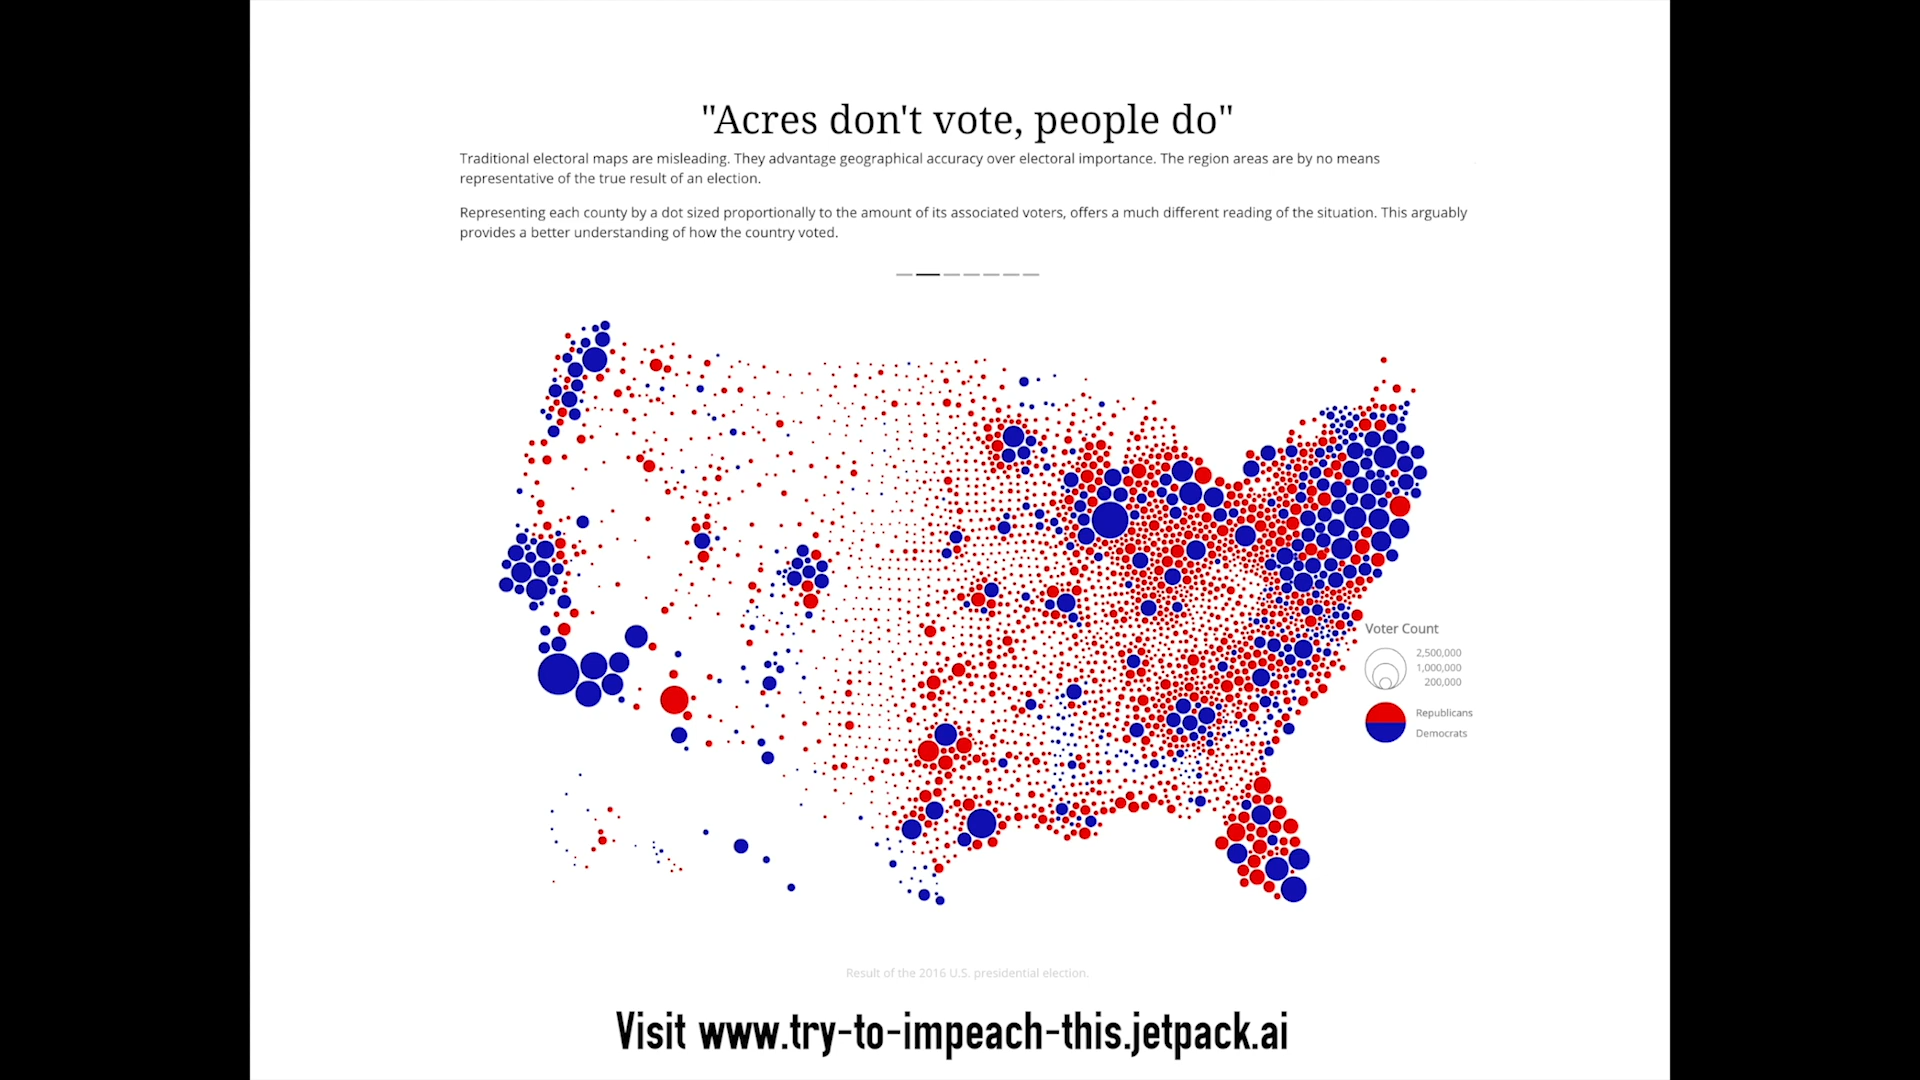 "Acres don't vote, people do"
Traditional electoral maps are misleading. They advantage geographical accuracy over electoral importance. The region areas are by no means
representative of the true result of an election.
Representing each county by a dot sized proportionally to the amount of its associated voters, offers a much different reading of the situation. This arguably
provides a better understanding of how the country voted.
Voter Count
2,500,000
1,000,000
200,000
Republicans
Democrats
Result of the 2016 U.S. presidential election.
Visit www.try-to-impeach-this.jetpack.ai